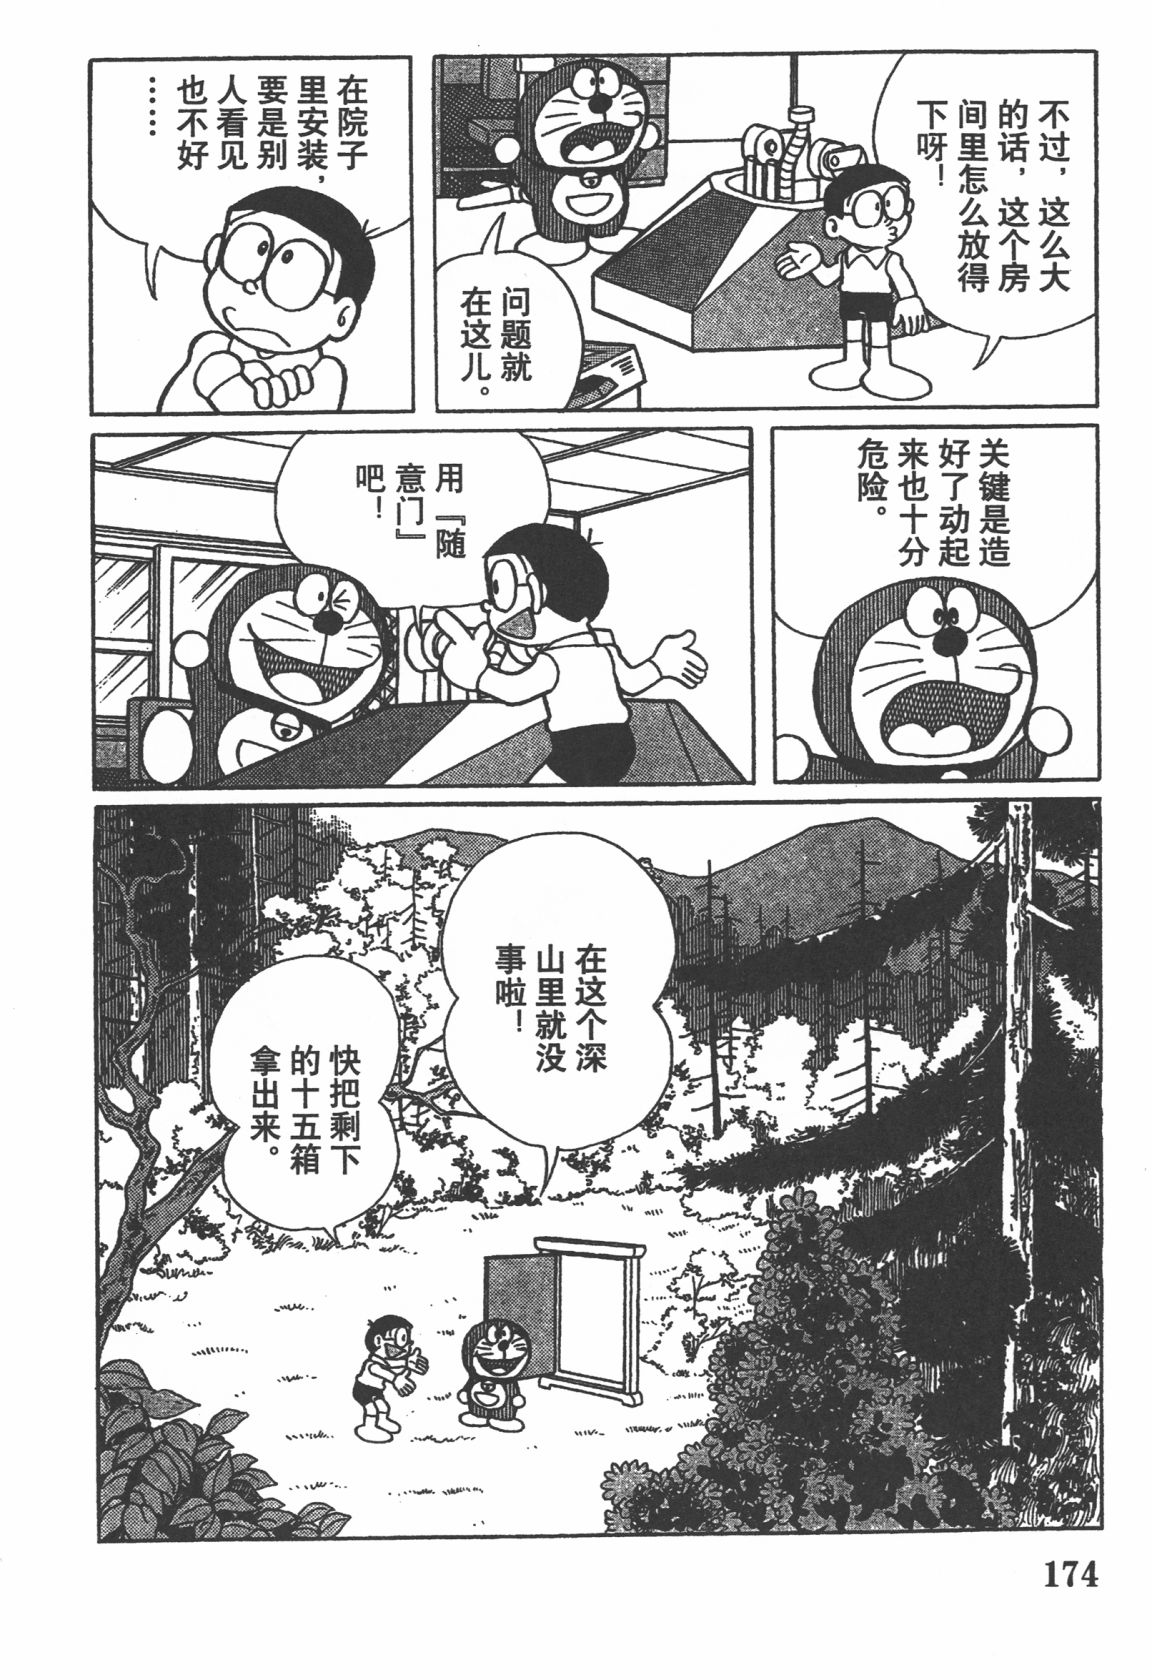 不过，这么大
的话，这个房
间里怎么放得
下呀！
问题就
在这儿。
在院子
里安装，
要是别
人看见
也不好
……
关键是造
好了动起
来也十分
危险。
用『随
意门』
吧！
在这个深
山里就没
事啦！
快把剩下
的十五箱
拿出来。
174